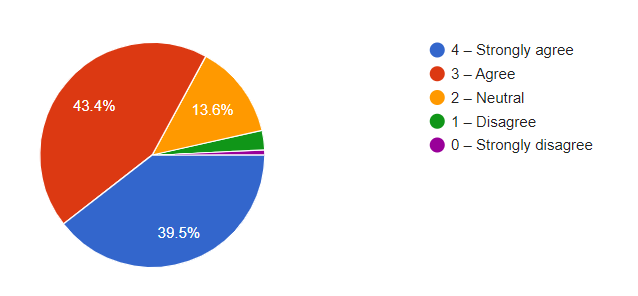 43.4%
13.6%
39.5%
4 – Strongly agree
3 – Agree
2 – Neutral
1 – Disagree
0 – Strongly disagree